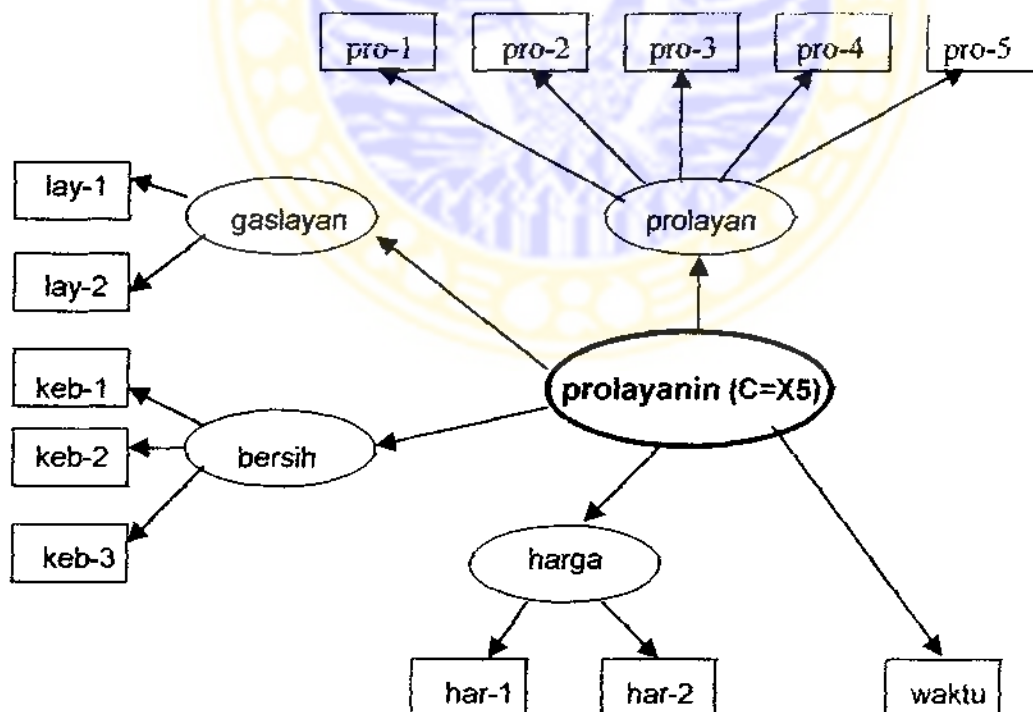 pro-1
pro-2
pro-3
pro-4
pro-5
lay-1
gaslayan
prolayan
lay-2
keb-1
prolayanin (C=X5)
keb-2
bersih
keb-3
harga
har-1
har-2
waktu